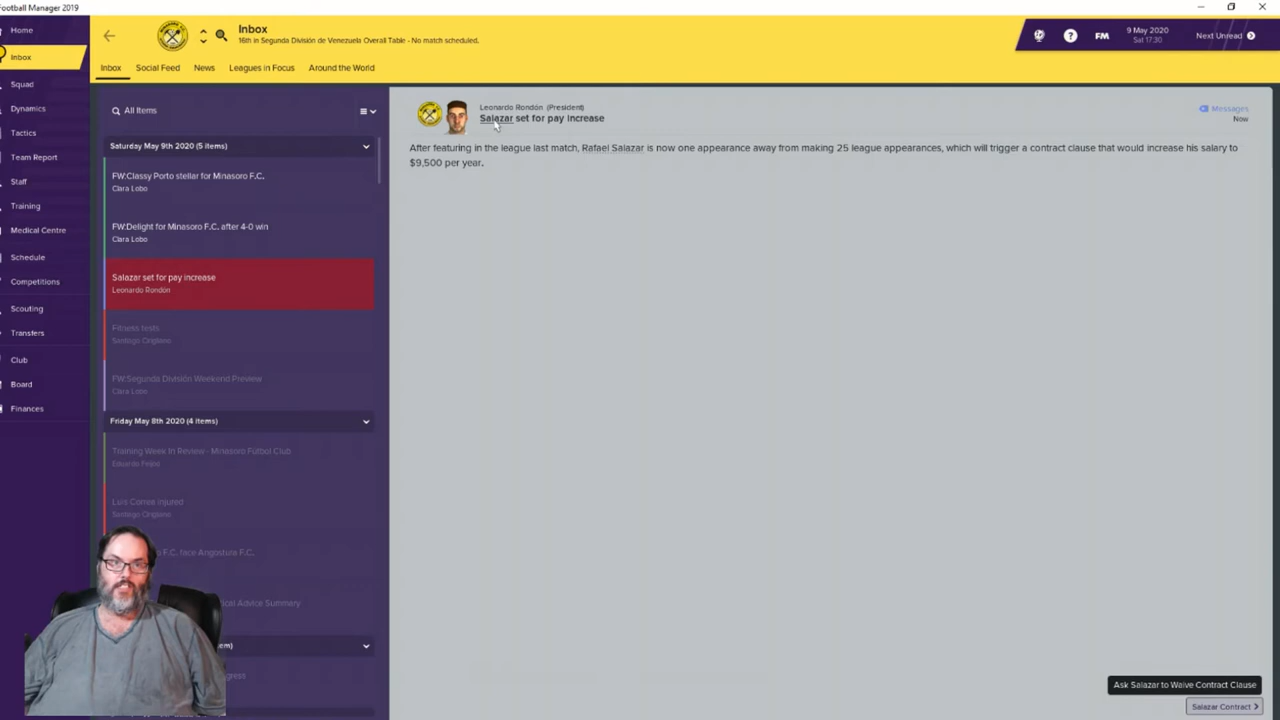 Football Manager 2019
Home
Inbox
Squad
Dynamics
Tactics
Team Report
Staff
Training
Medical Centre
Schedule
Competitions
Scouting
Transfers
Club
Board
Finances
Inbox
16th in Segunda División de Venezuela Overall Table - No match scheduled.
FM
9 May 2020
Sat 17:30
Next Unread
Inbox Social Feed News Leagues in Focus Around the World
All Items
Saturday May 9th 2020 (5 items)
FW:Classy Porto stellar for Minasoro F.C.
Clara Lobo
FW:Delight for Minasoro F.C. after 4-0 win
Clara Lobo
Salazar set for pay increase
Leonardo Rondón
Fitness tests
Santiago Origliano
FW:Segunda División Weekend Preview
Clara Lobo
Friday May 8th 2020 (4 items)
Training Week In Review - Minasoro Fútbol Club
Eduardo Feijoo
injured
F.C. face Angostura F.C.
Advice Summary
Leonardo Rondón (President)
Salazar set for pay increase
Messages
Now
After featuring in the league last match, Rafael Salazar is now one appearance away from making 25 league appearances, which will trigger a contract clause that would increase his salary to
$9,500 per year.
Ask Salazar to Waive Contract Clause
Salazar Contract